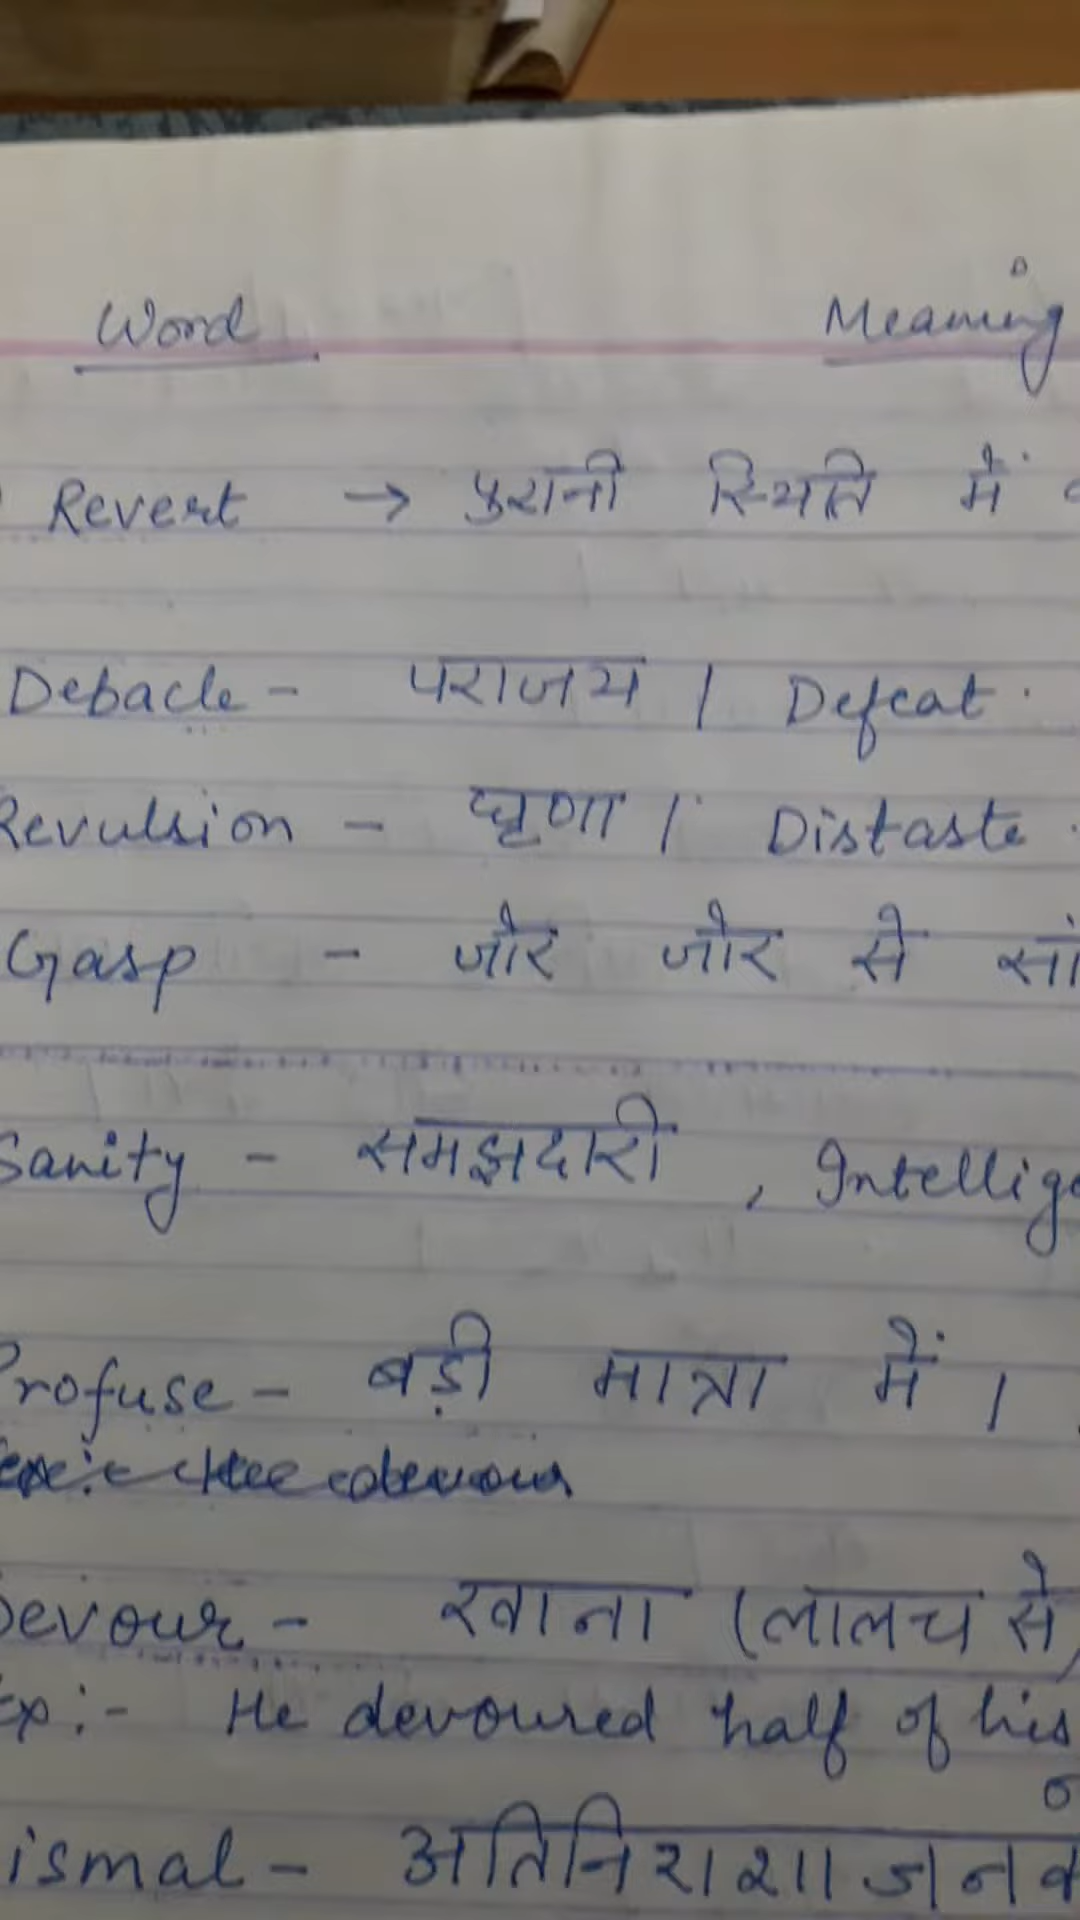 Word Meaning
Revert → पुरानी स्थिति में
Debacle - पराजय / Defeat.
Revulsion - घृणा / Distaste.
Gasp - जोर जोर से सां
Sanity - समझदारी , Intellige
Profuse - बड़ी मात्रा में /
Devour - खाना (लालच से)
Ex:- He devoured half of his
ismal - अतिनिराशाजनक